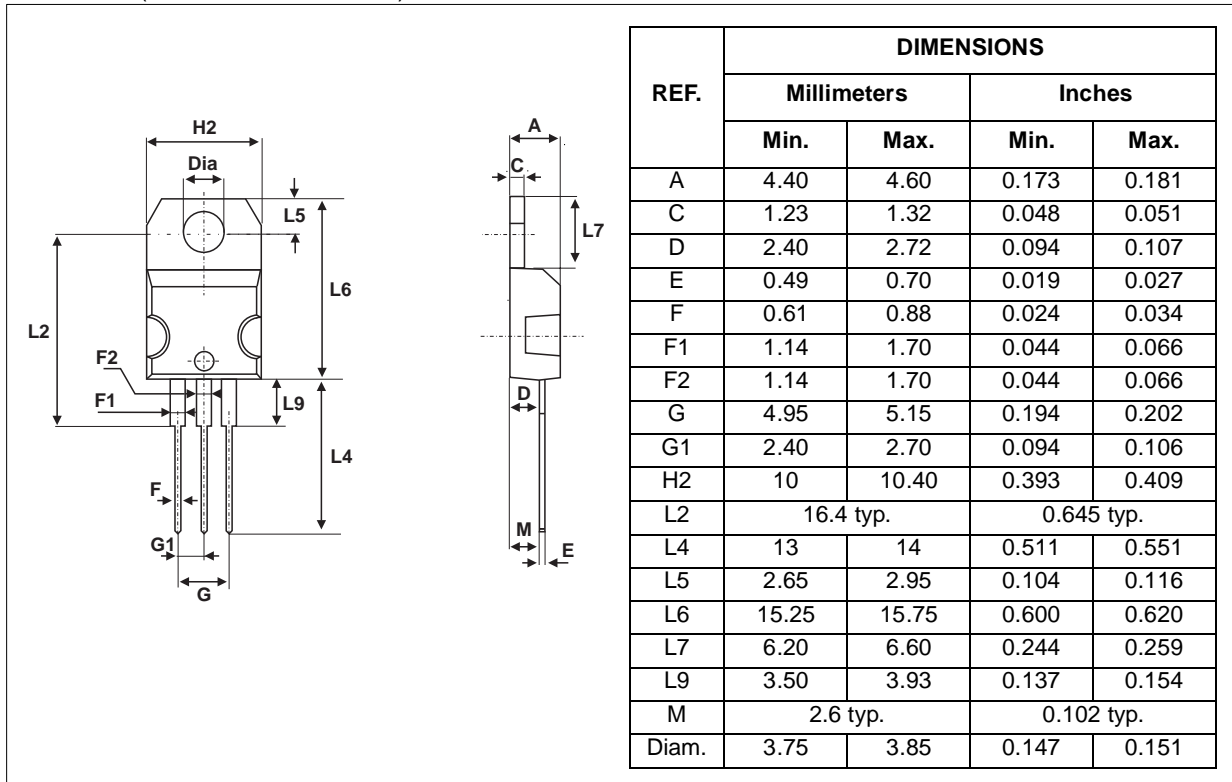 H2
Dia
L5
L6
L2
F2
F1
L9
L4
F
G1
G
A
C
L7
D
M
E
REF. DIMENSIONS
Millimeters Inches
Min. Max. Min. Max.
A 4.40 4.60 0.173 0.181
C 1.23 1.32 0.048 0.051
D 2.40 2.72 0.094 0.107
E 0.49 0.70 0.019 0.027
F 0.61 0.88 0.024 0.034
F1 1.14 1.70 0.044 0.066
F2 1.14 1.70 0.044 0.066
G 4.95 5.15 0.194 0.202
G1 2.40 2.70 0.094 0.106
H2 10 10.40 0.393 0.409
L2 16.4 typ. 0.645 typ.
L4 13 14 0.511 0.551
L5 2.65 2.95 0.104 0.116
L6 15.25 15.75 0.600 0.620
L7 6.20 6.60 0.244 0.259
L9 3.50 3.93 0.137 0.154
M 2.6 typ. 0.102 typ.
Diam. 3.75 3.85 0.147 0.151